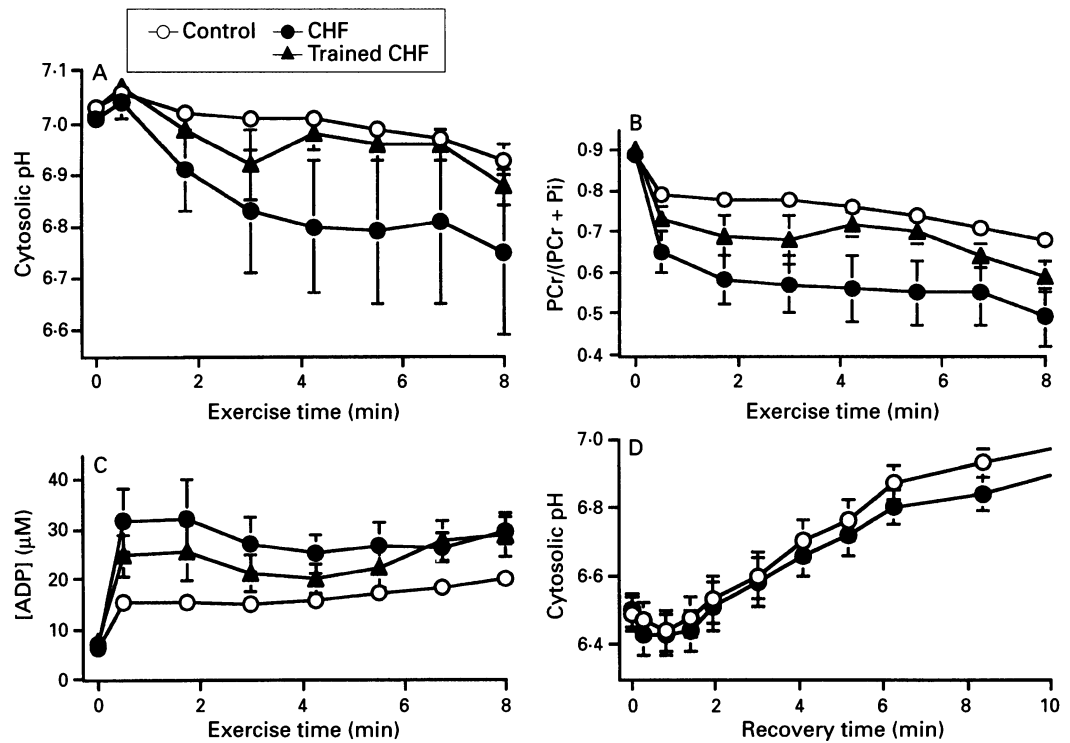 Control CHF
Trained CHF
A
7·1
7·0
6·9
6·8
6·7
6·6
Cytosolic pH
0 2 4 6 8
Exercise time (min)
B
0·9
0·8
0·7
0·6
0·5
0·4
PCr/(PCr + Pi)
0 2 4 6 8
Exercise time (min)
C
40
30
20
10
0
[ADP] (µM)
0 2 4 6 8
Exercise time (min)
D
7·0
6·8
6·6
6·4
Cytosolic pH
0 2 4 6 8 10
Recovery time (min)